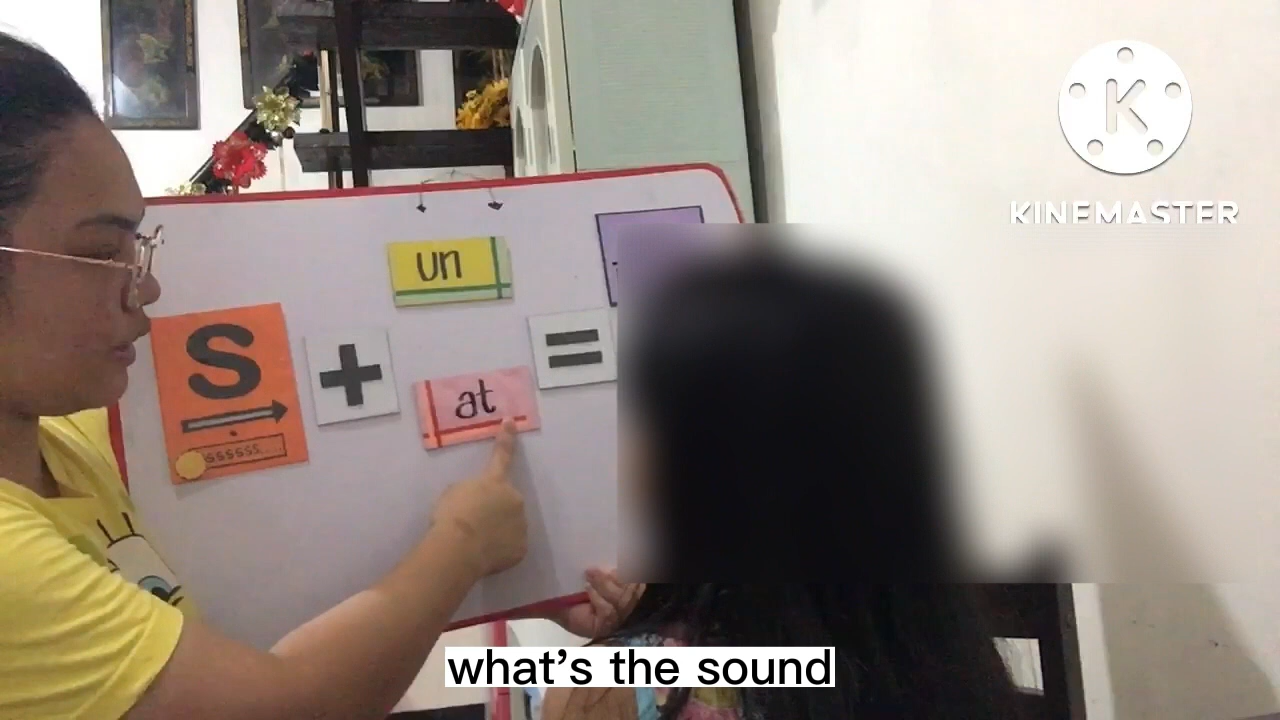 K
KINEMASTER
un
S
+
=
at
ssssss....
what's the sound